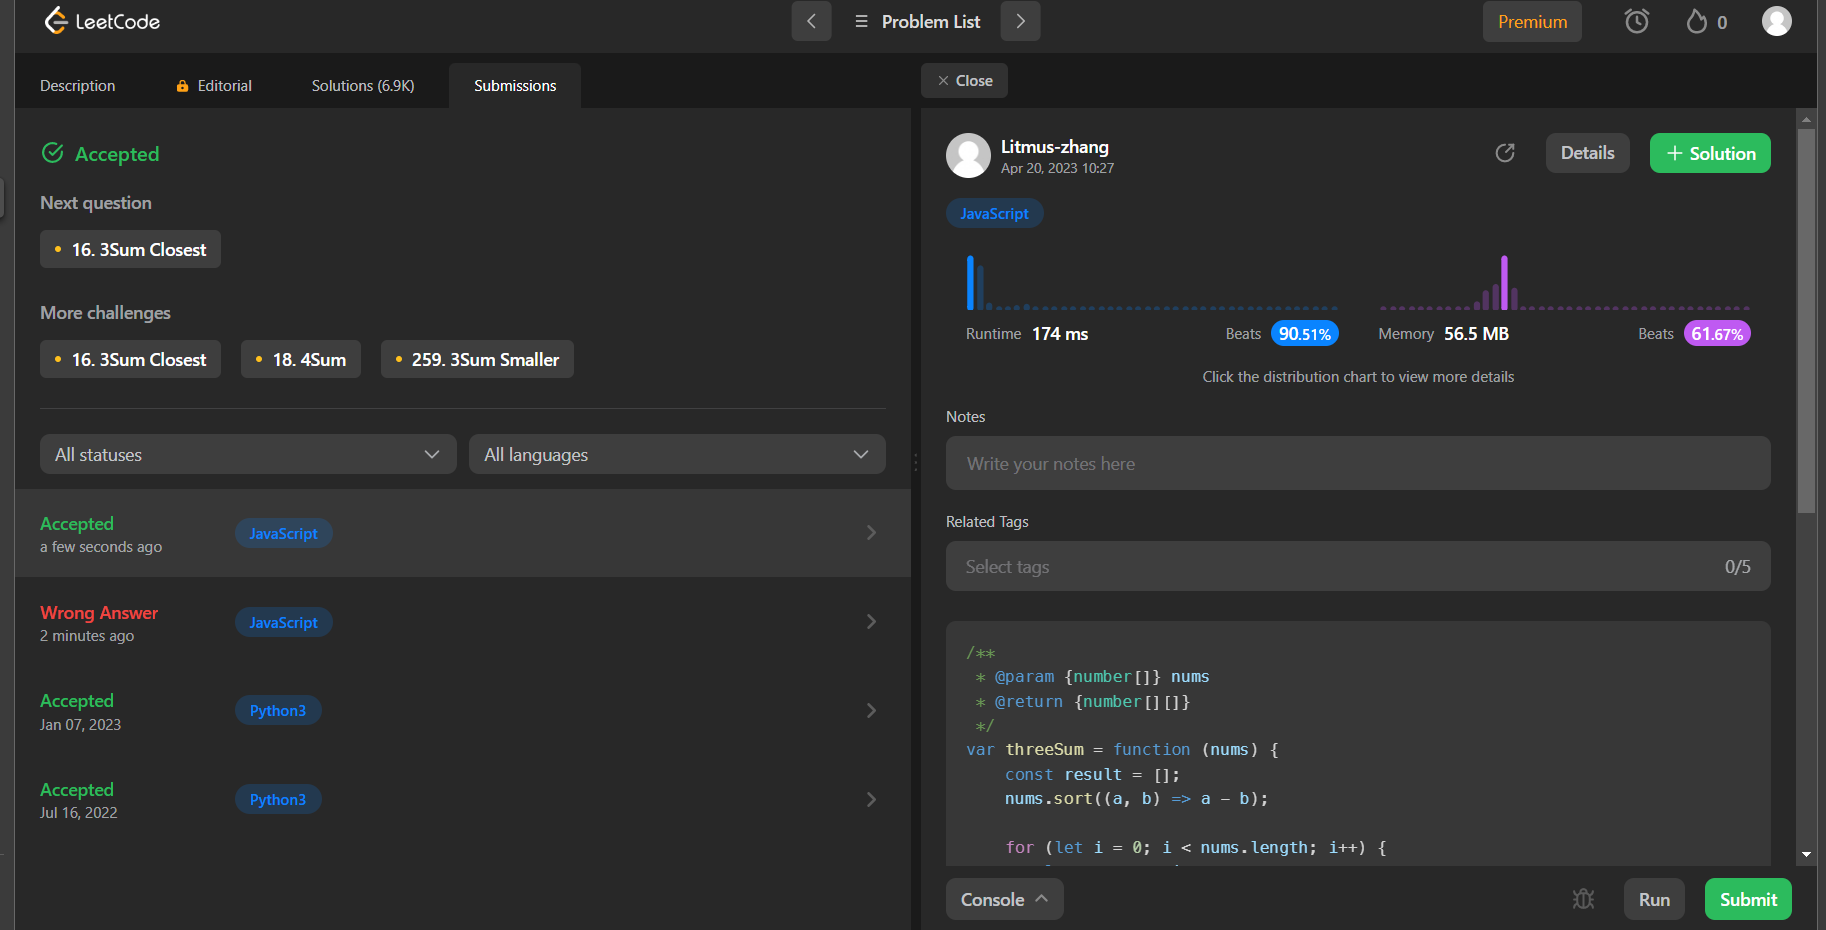 LeetCode
Problem List
Premium
0
Description
Editorial
Solutions (6.9K)
Submissions
Close
Accepted
Next question
16. 3Sum Closest
More challenges
16. 3Sum Closest
18. 4Sum
259. 3Sum Smaller
All statuses
All languages
Accepted
a few seconds ago
JavaScript
Wrong Answer
2 minutes ago
JavaScript
Accepted
Jan 07, 2023
Python3
Accepted
Jul 16, 2022
Python3
Litmus-zhang
Apr 20, 2023 10:27
Details
+ Solution
JavaScript
Runtime 174 ms
Beats 90.51%
Memory 56.5 MB
Beats 61.67%
Click the distribution chart to view more details
Notes
Write your notes here
Related Tags
Select tags
0/5
/**
 * @param {number[]} nums
 * @return {number[][]}
 */
var threeSum = function (nums) {
    const result = [];
    nums.sort((a, b) => a - b);
    for (let i = 0; i < nums.length; i++) {
Console
Run
Submit